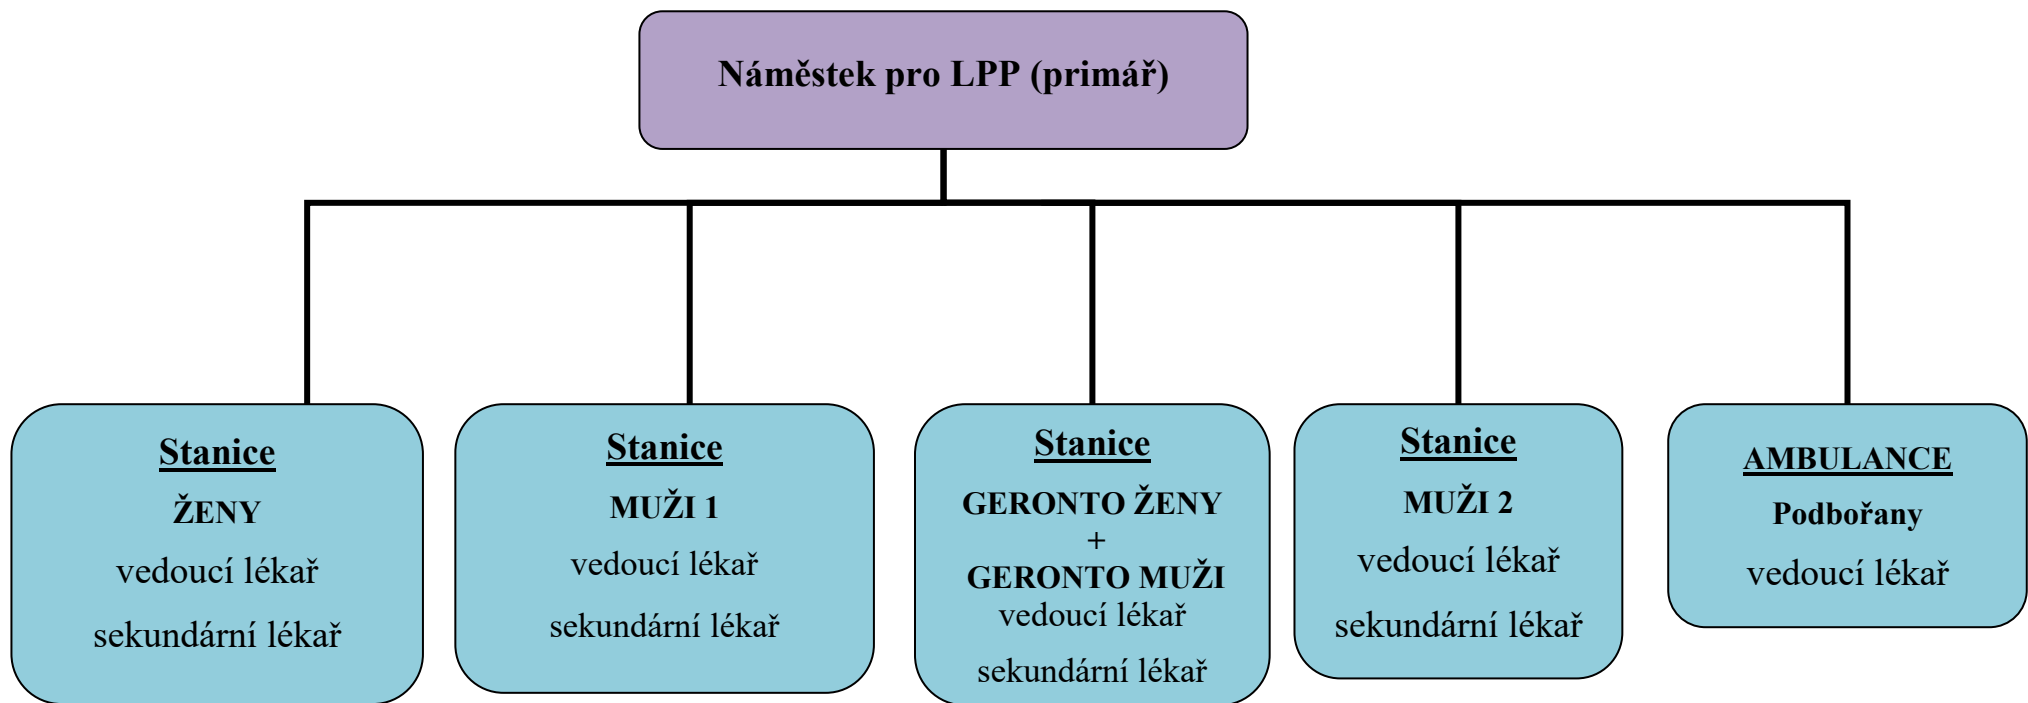 Náměstek pro LPP (primář)
Stanice
ŽENY
vedoucí lékař
sekundární lékař
Stanice
MUŽI 1
vedoucí lékař
sekundární lékař
Stanice
GERONTO ŽENY
+
GERONTO MUŽI
vedoucí lékař
sekundární lékař
Stanice
MUŽI 2
vedoucí lékař
sekundární lékař
AMBULANCE
Podbořany
vedoucí lékař